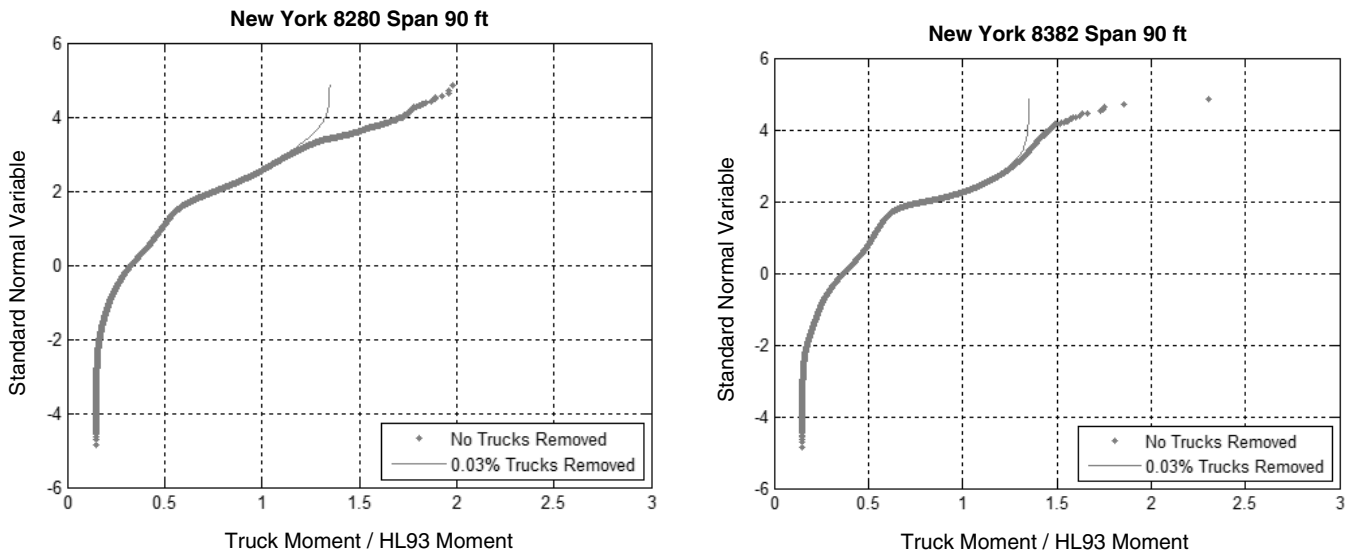 New York 8280 Span 90 ft
6
4
2
0
-2
-4
-6
Standard Normal Variable
0
0.5
1
1.5
2
2.5
3
Truck Moment / HL93 Moment
No Trucks Removed
0.03% Trucks Removed
New York 8382 Span 90 ft
6
4
2
0
-2
-4
-6
Standard Normal Variable
0
0.5
1
1.5
2
2.5
3
Truck Moment / HL93 Moment
No Trucks Removed
0.03% Trucks Removed